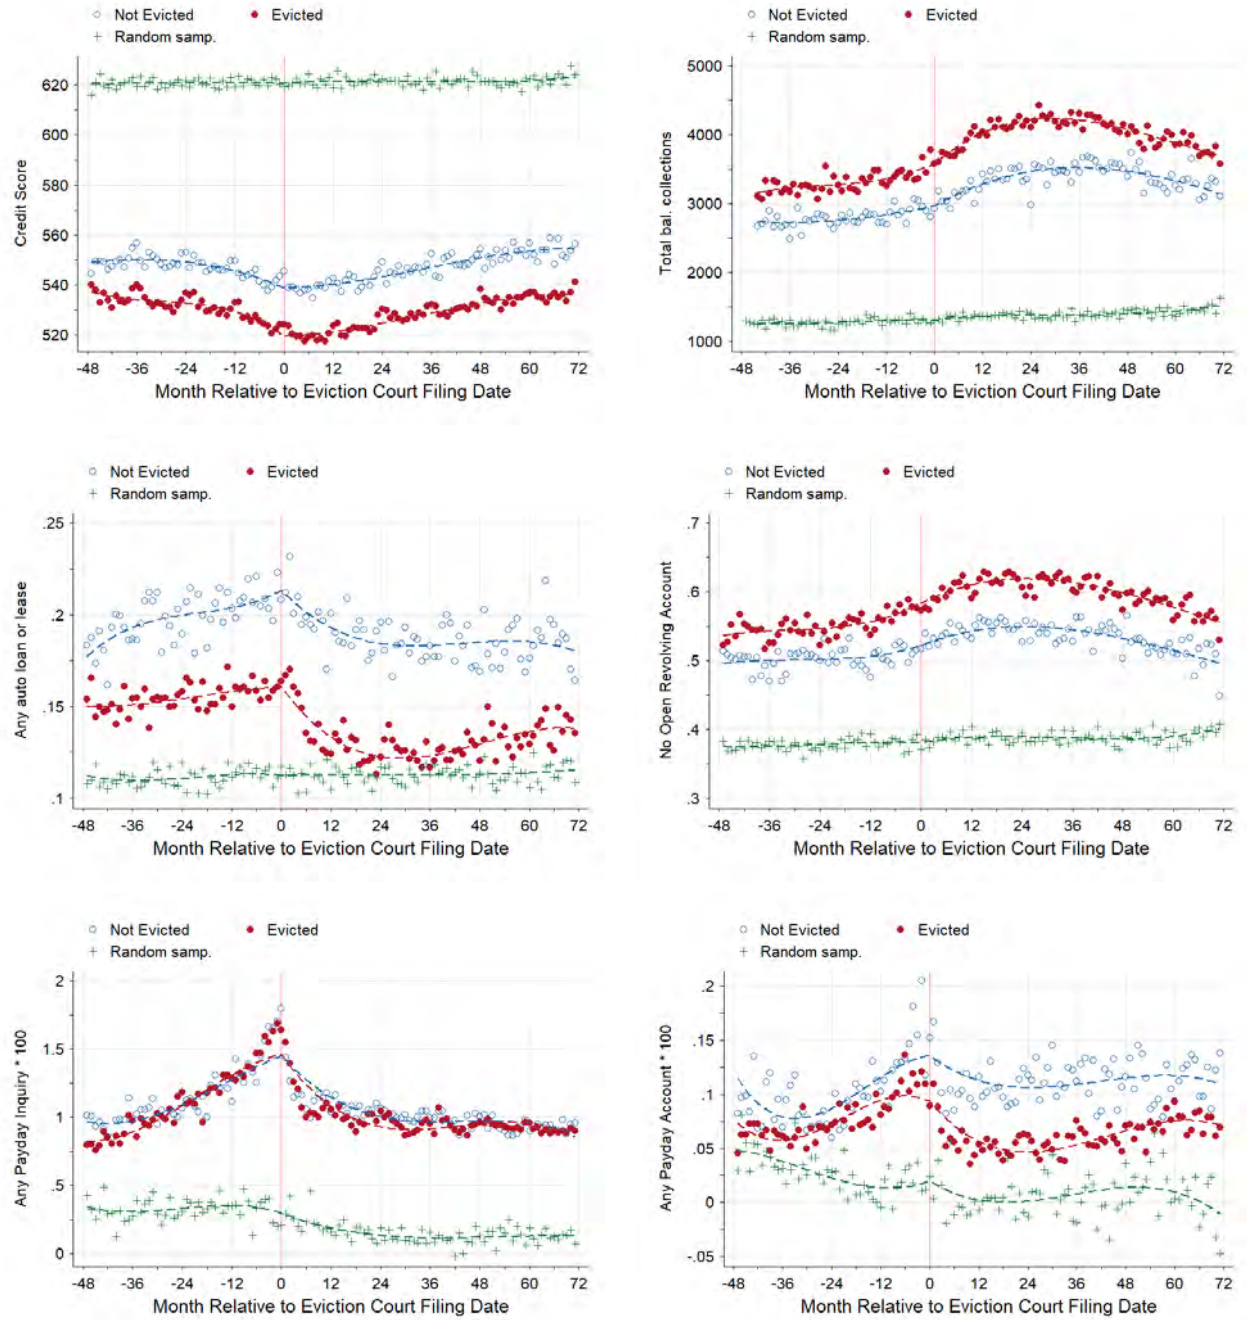 Not Evicted Evicted
Random samp.
Credit Score
620
600
580
560
540
520
-48 -36 -24 -12 0 12 24 36 48 60 72
Month Relative to Eviction Court Filing Date
Not Evicted Evicted
Random samp.
Total bal. collections
5000
4000
3000
2000
1000
-48 -36 -24 -12 0 12 24 36 48 60 72
Month Relative to Eviction Court Filing Date
Not Evicted Evicted
Random samp.
Any auto loan or lease
.25
.2
.15
.1
-48 -36 -24 -12 0 12 24 36 48 60 72
Month Relative to Eviction Court Filing Date
Not Evicted Evicted
Random samp.
No Open Revolving Account
.7
.6
.5
.4
.3
-48 -36 -24 -12 0 12 24 36 48 60 72
Month Relative to Eviction Court Filing Date
Not Evicted Evicted
Random samp.
Any Payday Inquiry * 100
2
1.5
1
.5
0
-48 -36 -24 -12 0 12 24 36 48 60 72
Month Relative to Eviction Court Filing Date
Not Evicted Evicted
Random samp.
Any Payday Account * 100
.2
.15
.1
.05
0
-.05
-48 -36 -24 -12 0 12 24 36 48 60 72
Month Relative to Eviction Court Filing Date